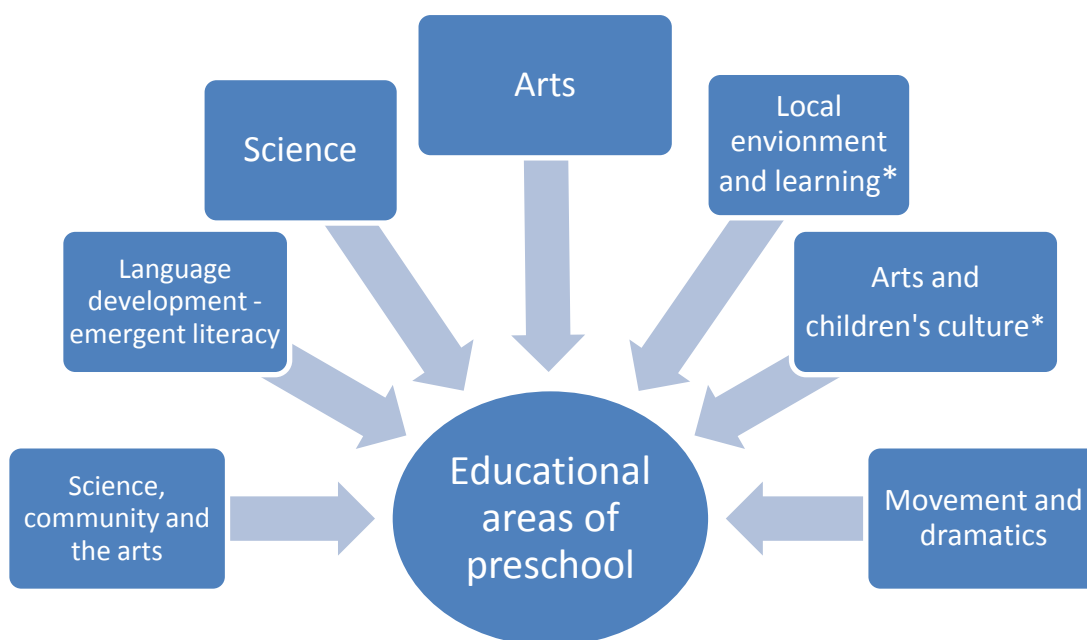 Arts
Local
envionment
and learning*
Science
Language
development -
emergent literacy
Arts and
children's culture*
Science,
community and
the arts
Educational
areas of
preschool
Movement and
dramatics